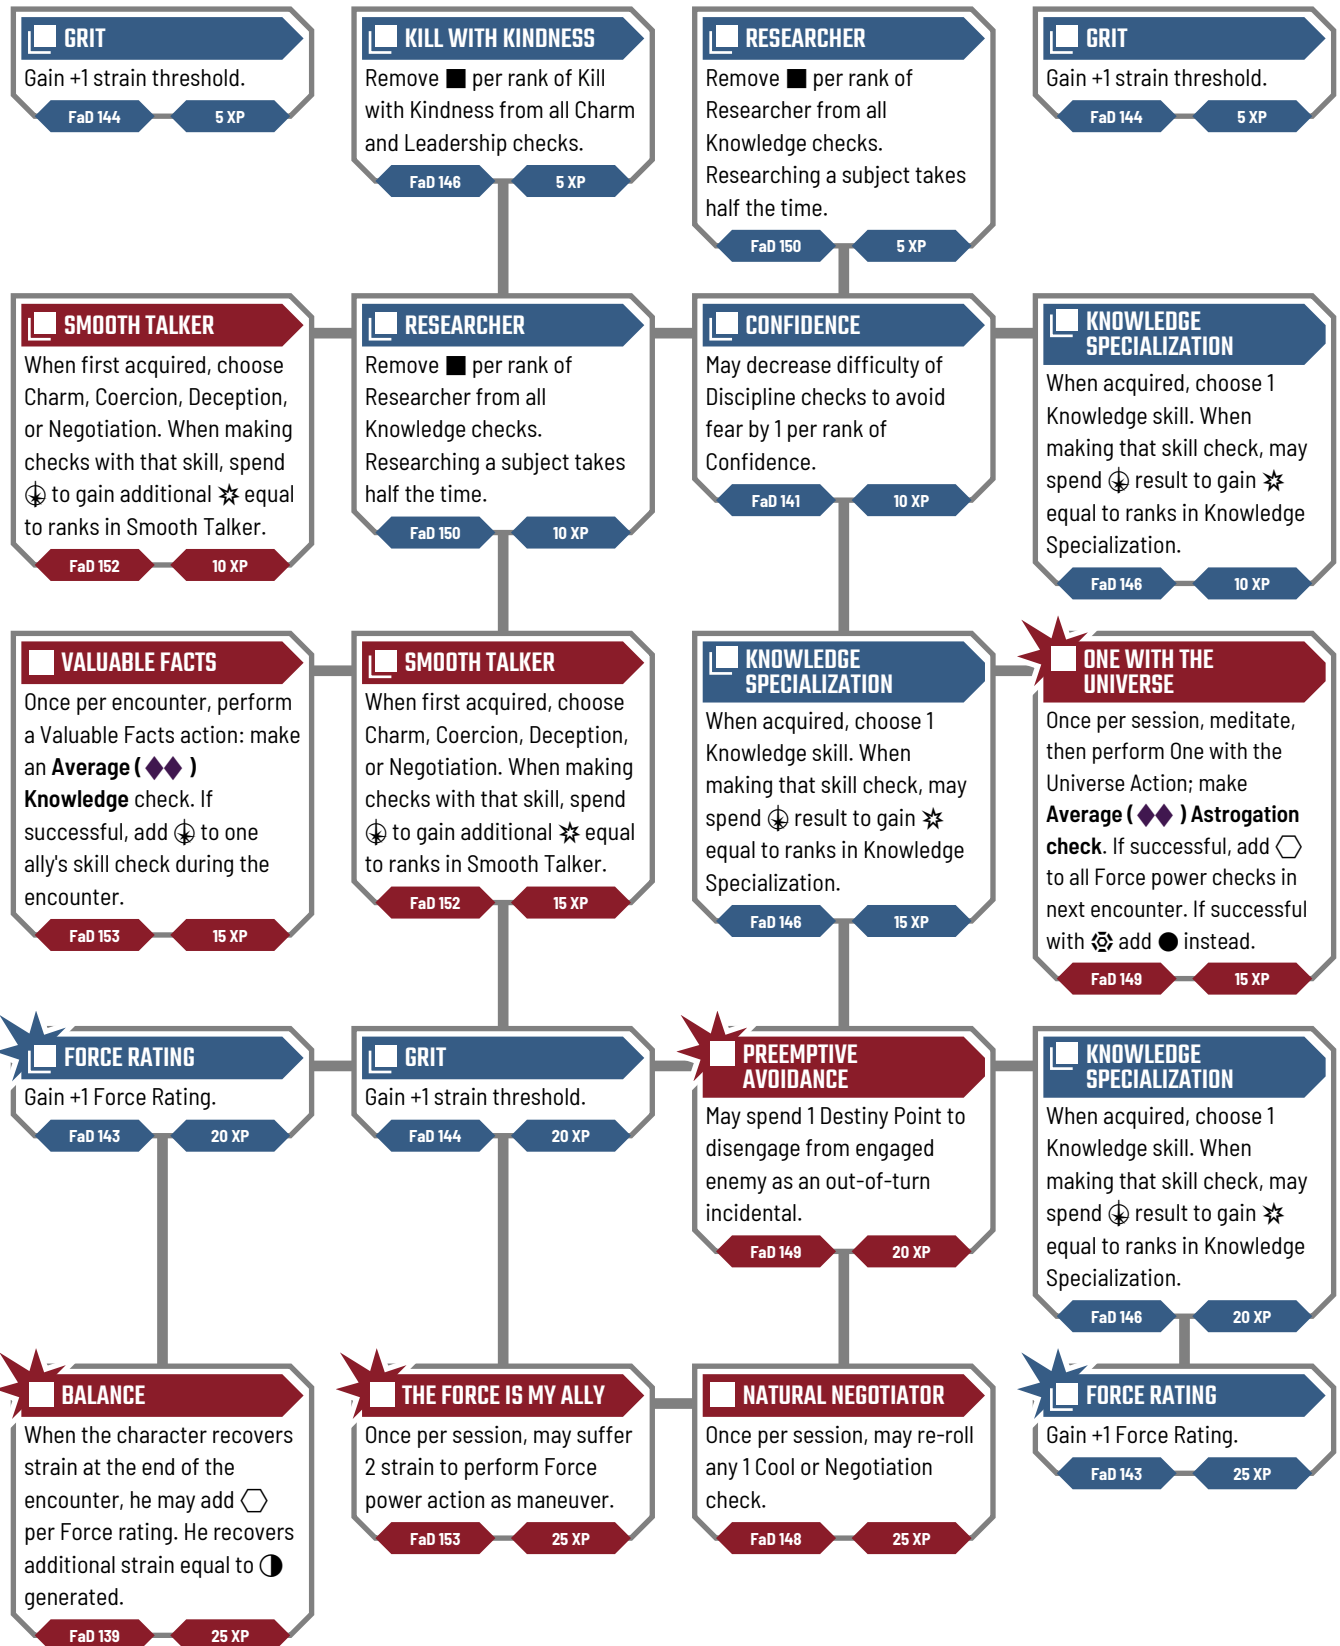 GRIT
Gain +1 strain threshold.
FaD 144
5 XP
KILL WITH KINDNESS
Remove ■ per rank of Kill
with Kindness from all Charm
and Leadership checks.
FaD 146
5 XP
RESEARCHER
Remove ■ per rank of
Researcher from all
Knowledge checks.
Researching a subject takes
half the time.
FaD 150
5 XP
GRIT
Gain +1 strain threshold.
FaD 144
5 XP
SMOOTH TALKER
When first acquired, choose
Charm, Coercion, Deception,
or Negotiation. When making
checks with that skill, spend
to gain additional equal
to ranks in Smooth Talker.
FaD 152
10 XP
RESEARCHER
Remove ■ per rank of
Researcher from all
Knowledge checks.
Researching a subject takes
half the time.
FaD 150
10 XP
CONFIDENCE
May decrease difficulty of
Discipline checks to avoid
fear by 1 per rank of
Confidence.
FaD 141
10 XP
KNOWLEDGE
SPECIALIZATION
When acquired, choose 1
Knowledge skill. When
making that skill check, may
spend result to gain
equal to ranks in Knowledge
Specialization.
FaD 146
10 XP
VALUABLE FACTS
Once per encounter, perform
a Valuable Facts action: make
an Average ( ◆◆ )
Knowledge check. If
successful, add to one
ally's skill check during the
encounter.
FaD 153
15 XP
SMOOTH TALKER
When first acquired, choose
Charm, Coercion, Deception,
or Negotiation. When making
checks with that skill, spend
to gain additional equal
to ranks in Smooth Talker.
FaD 152
15 XP
KNOWLEDGE
SPECIALIZATION
When acquired, choose 1
Knowledge skill. When
making that skill check, may
spend result to gain
equal to ranks in Knowledge
Specialization.
FaD 146
15 XP
ONE WITH THE
UNIVERSE
Once per session, meditate,
then perform One with the
Universe Action; make
Average ( ◆◆ ) Astrogation
check. If successful, add ⬡
to all Force power checks in
next encounter. If successful
with add ● instead.
FaD 149
15 XP
FORCE RATING
Gain +1 Force Rating.
FaD 143
20 XP
GRIT
Gain +1 strain threshold.
FaD 144
20 XP
PREEMPTIVE
AVOIDANCE
May spend 1 Destiny Point to
disengage from engaged
enemy as an out-of-turn
incidental.
FaD 149
20 XP
KNOWLEDGE
SPECIALIZATION
When acquired, choose 1
Knowledge skill. When
making that skill check, may
spend result to gain
equal to ranks in Knowledge
Specialization.
FaD 146
20 XP
BALANCE
When the character recovers
strain at the end of the
encounter, he may add ⬡
per Force rating. He recovers
additional strain equal to ◑
generated.
FaD 139
25 XP
THE FORCE IS MY ALLY
Once per session, may suffer
2 strain to perform Force
power action as maneuver.
FaD 153
25 XP
NATURAL NEGOTIATOR
Once per session, may re-roll
any 1 Cool or Negotiation
check.
FaD 148
25 XP
FORCE RATING
Gain +1 Force Rating.
FaD 143
25 XP